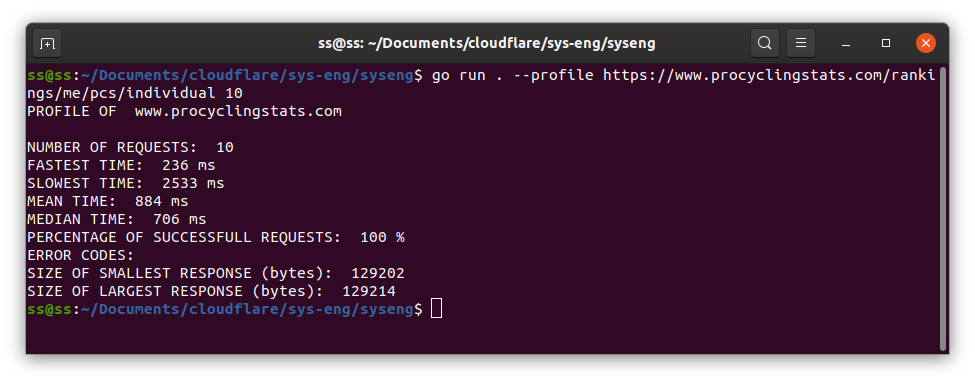 ss@ss: ~/Documents/cloudflare/sys-eng/syseng
ss@ss:~/Documents/cloudflare/sys-eng/syseng$ go run . --profile https://www.procyclingstats.com/ranki
ngs/me/pcs/individual 10
PROFILE OF  www.procyclingstats.com
NUMBER OF REQUESTS:  10
FASTEST TIME:  236 ms
SLOWEST TIME:  2533 ms
MEAN TIME:  884 ms
MEDIAN TIME:  706 ms
PERCENTAGE OF SUCCESSFULL REQUESTS:  100 %
ERROR CODES:
SIZE OF SMALLEST RESPONSE (bytes):  129202
SIZE OF LARGEST RESPONSE (bytes):  129214
ss@ss:~/Documents/cloudflare/sys-eng/syseng$